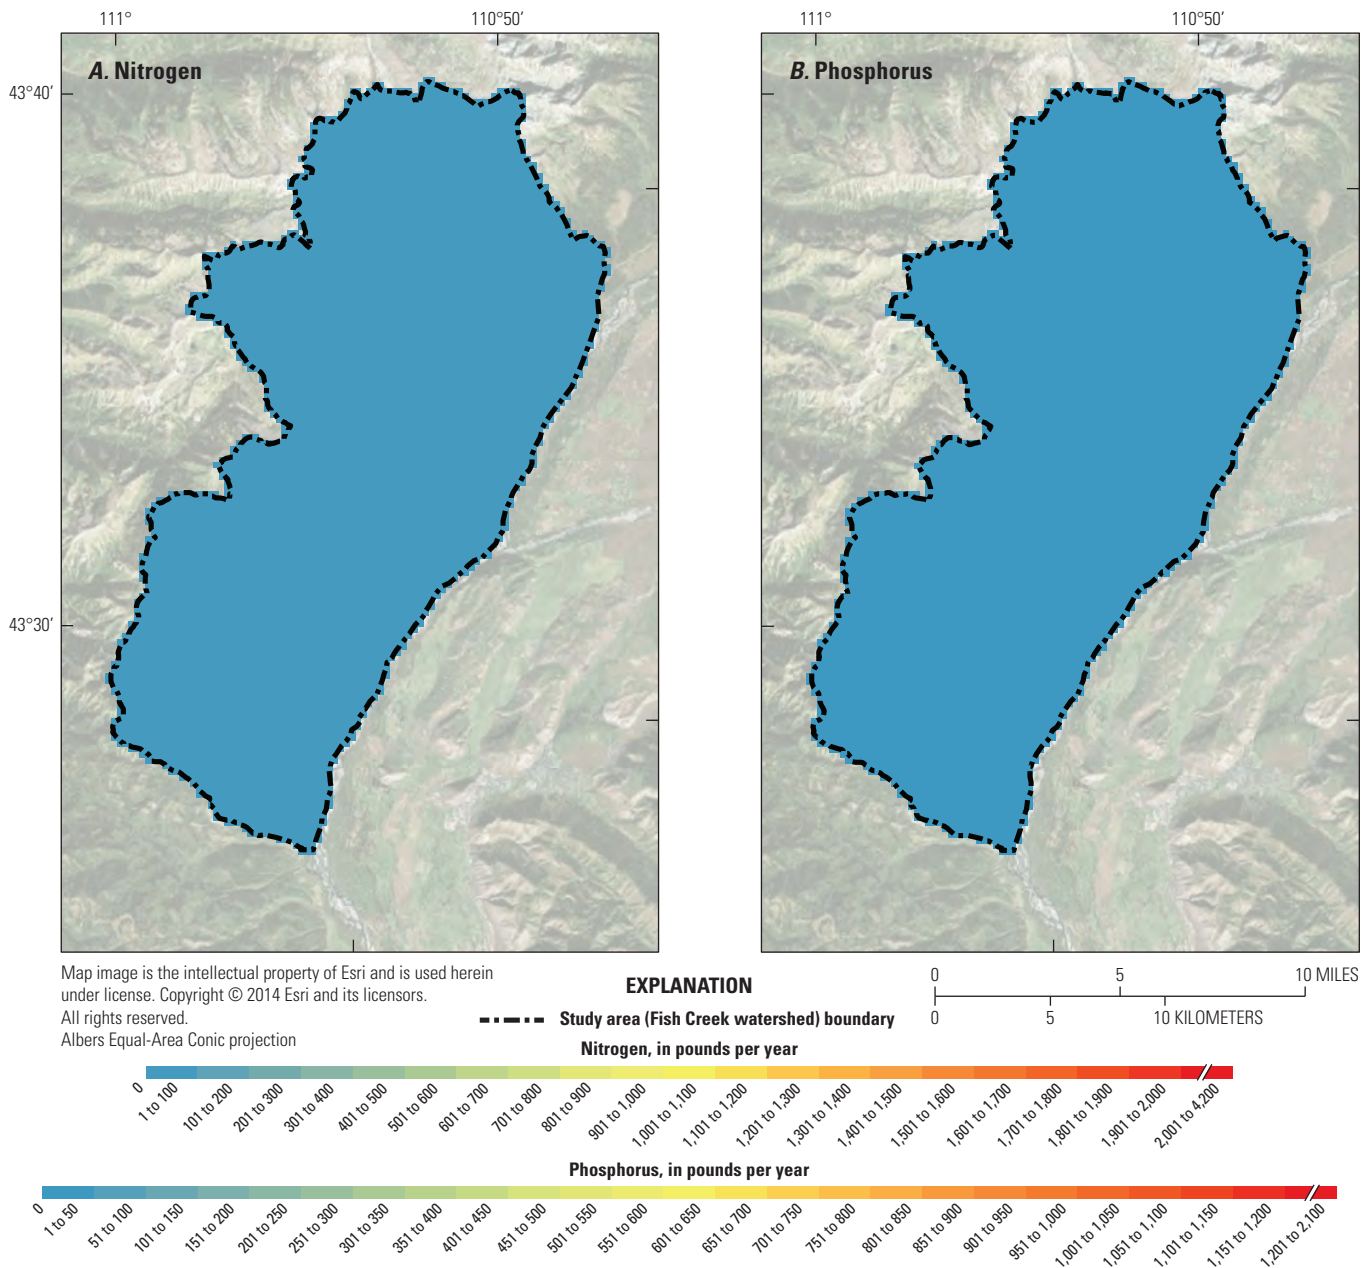 111° 110°50′ 111° 110°50′
A. Nitrogen
B. Phosphorus
43°40′
43°30′
Map image is the intellectual property of Esri and is used herein
under license. Copyright © 2014 Esri and its licensors.
All rights reserved.
Albers Equal-Area Conic projection
EXPLANATION
Study area (Fish Creek watershed) boundary
0 5 10 MILES
0 5 10 KILOMETERS
Nitrogen, in pounds per year
0 1 to 100 101 to 200 201 to 300 301 to 400 401 to 500 501 to 600 601 to 700 701 to 800 801 to 900 901 to 1,000 1,001 to 1,100 1,101 to 1,200 1,201 to 1,300 1,301 to 1,400 1,401 to 1,500 1,501 to 1,600 1,601 to 1,700 1,701 to 1,800 1,801 to 1,900 1,901 to 2,000 2,001 to 4,200
Phosphorus, in pounds per year
0 1 to 50 51 to 100 101 to 150 151 to 200 201 to 250 251 to 300 301 to 350 351 to 400 401 to 450 451 to 500 501 to 550 551 to 600 601 to 650 651 to 700 701 to 750 751 to 800 801 to 850 851 to 900 901 to 950 951 to 1,000 1,001 to 1,050 1,051 to 1,100 1,101 to 1,150 1,151 to 1,200 1,201 to 2,100